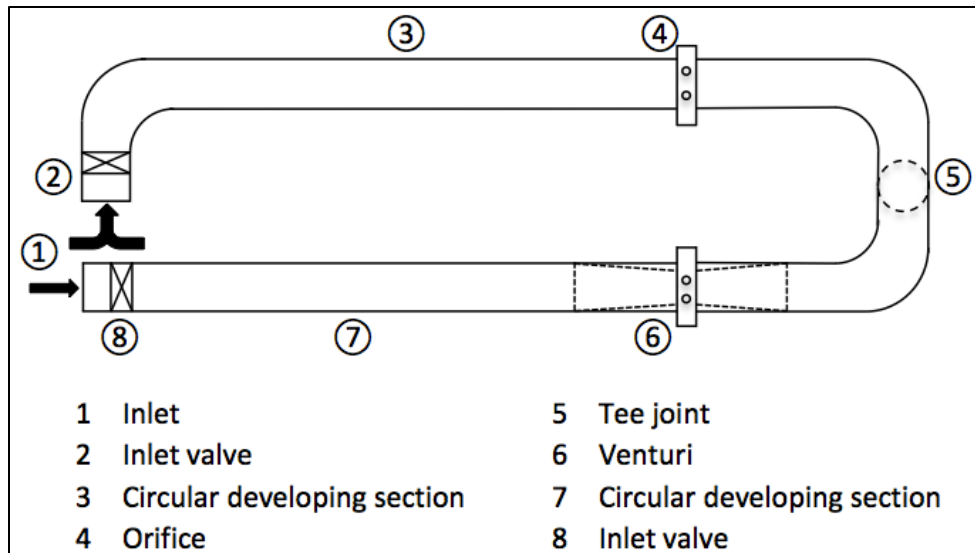 ③ ④
② ⑤
①
⑧ ⑦ ⑥
1 Inlet
2 Inlet valve
3 Circular developing section
4 Orifice
5 Tee joint
6 Venturi
7 Circular developing section
8 Inlet valve